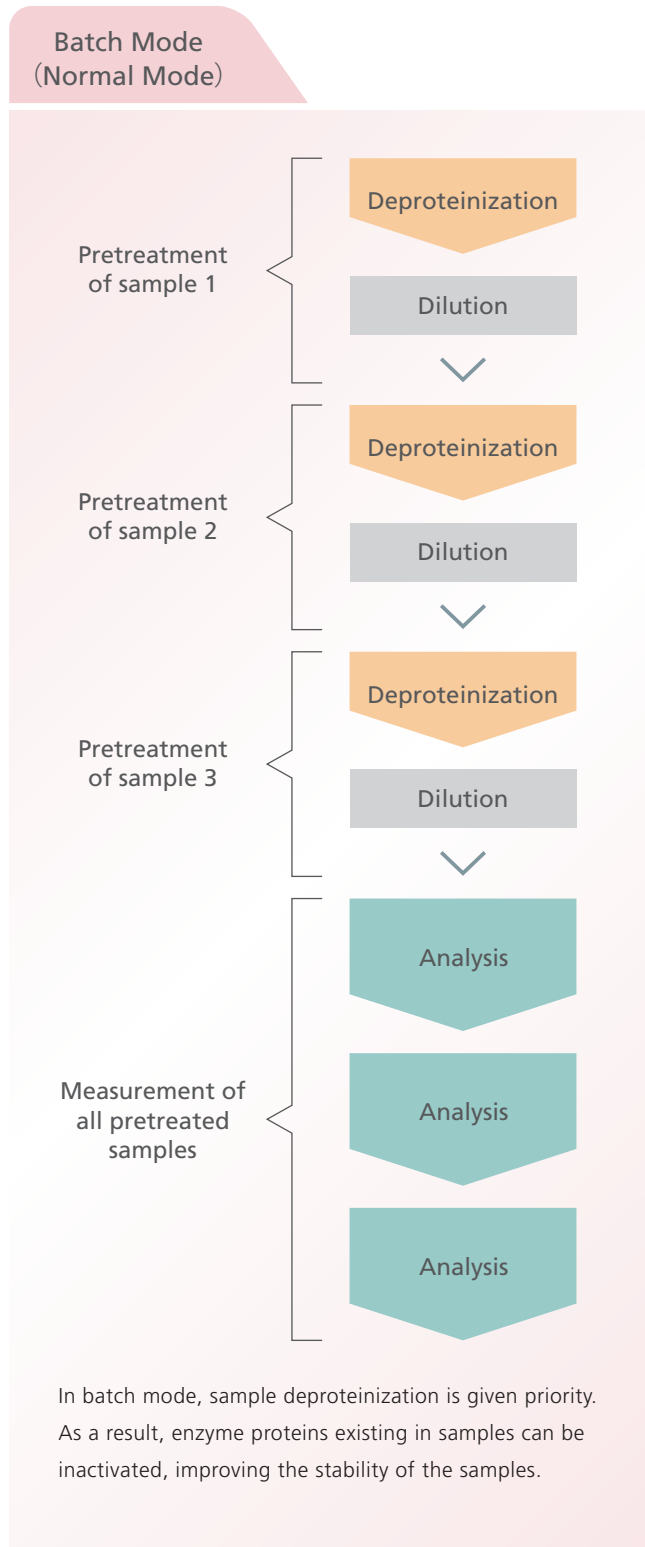 Batch Mode
（Normal Mode）
Pretreatment
of sample 1
Deproteinization
Dilution
Pretreatment
of sample 2
Deproteinization
Dilution
Pretreatment
of sample 3
Deproteinization
Dilution
Measurement of
all pretreated
samples
Analysis
Analysis
Analysis
In batch mode, sample deproteinization is given priority.
As a result, enzyme proteins existing in samples can be
inactivated, improving the stability of the samples.